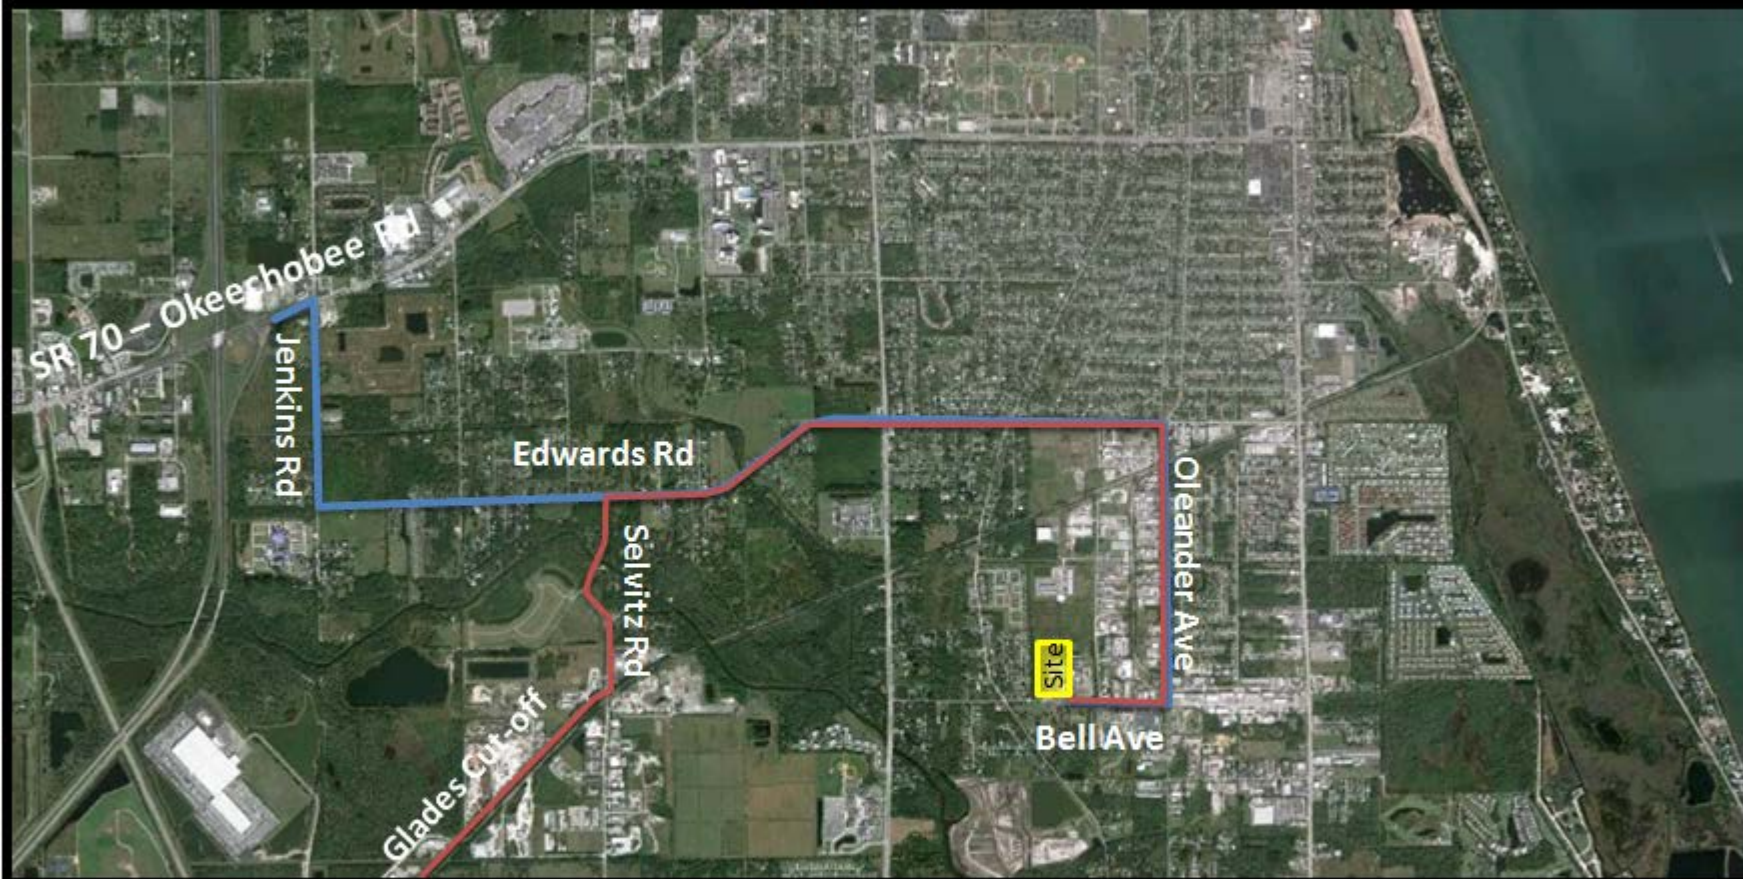 SR 70 – Okeechobee Rd
Jenkins Rd
Edwards Rd
Selvitz Rd
Glades Cut-off
Oleander Ave
Site
Bell Ave